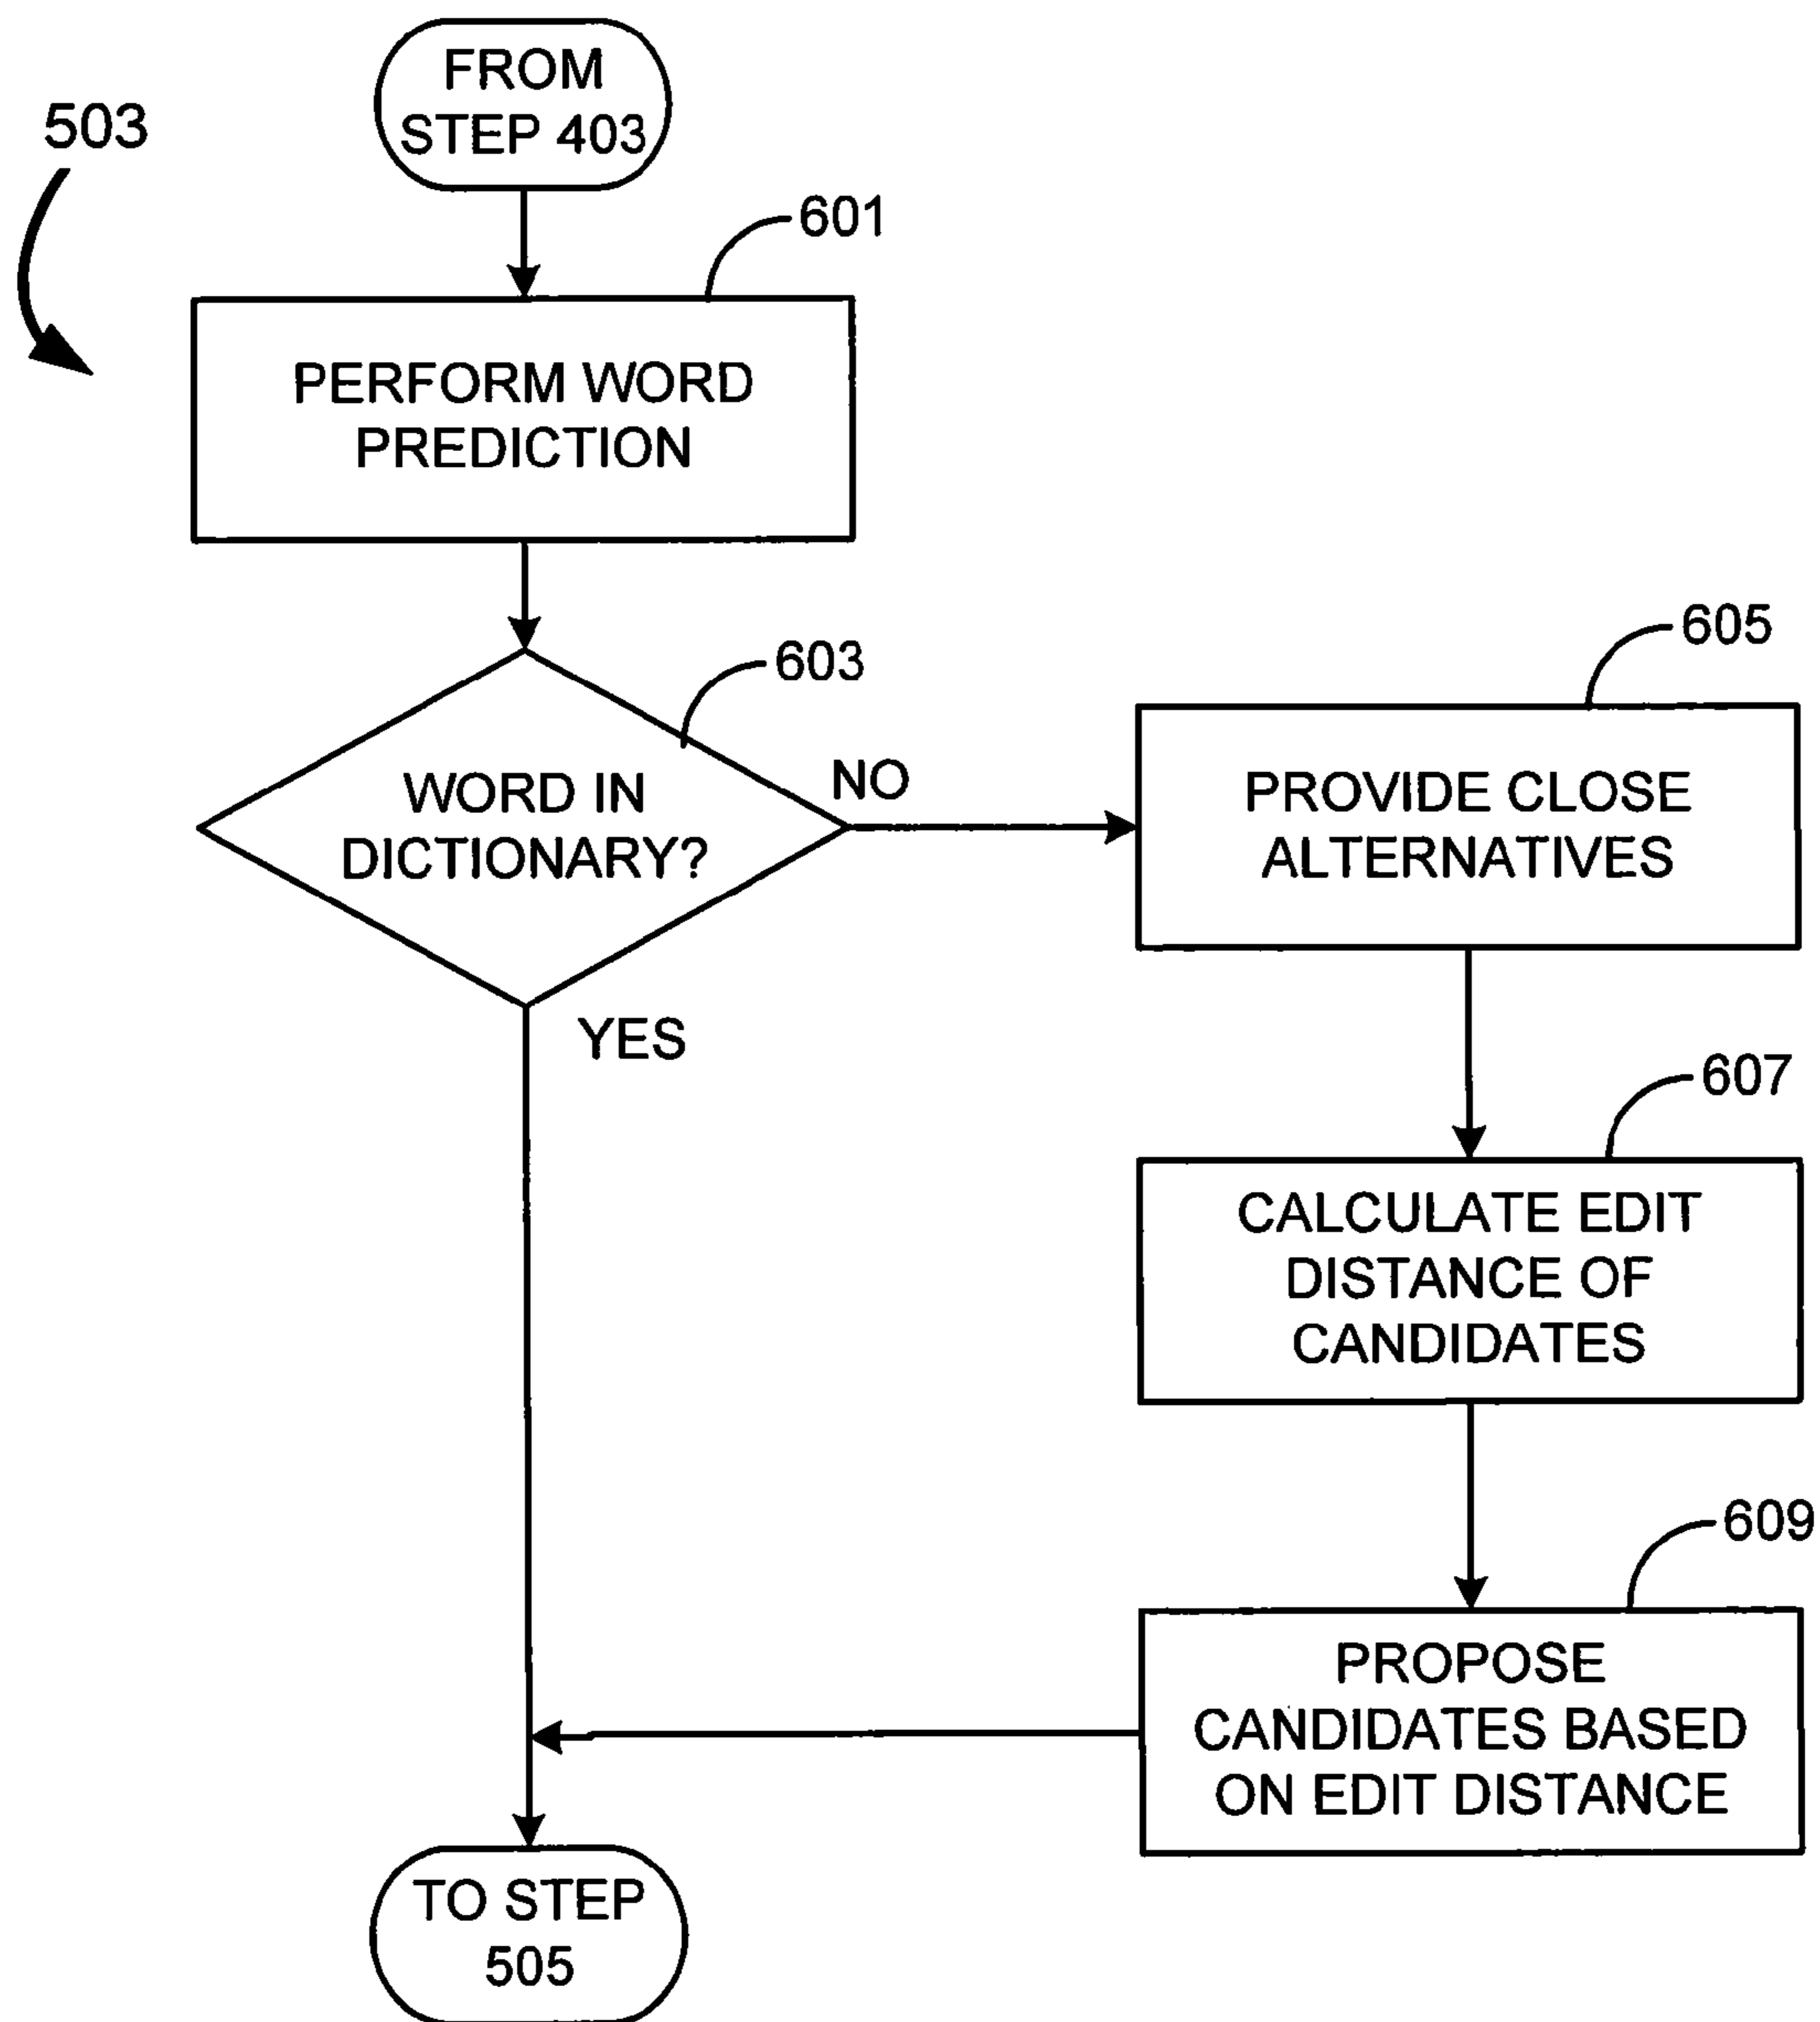 FROM
STEP 403
503
601
PERFORM WORD
PREDICTION
603
WORD IN
DICTIONARY?
NO
YES
605
PROVIDE CLOSE
ALTERNATIVES
607
CALCULATE EDIT
DISTANCE OF
CANDIDATES
609
PROPOSE
CANDIDATES BASED
ON EDIT DISTANCE
TO STEP
505